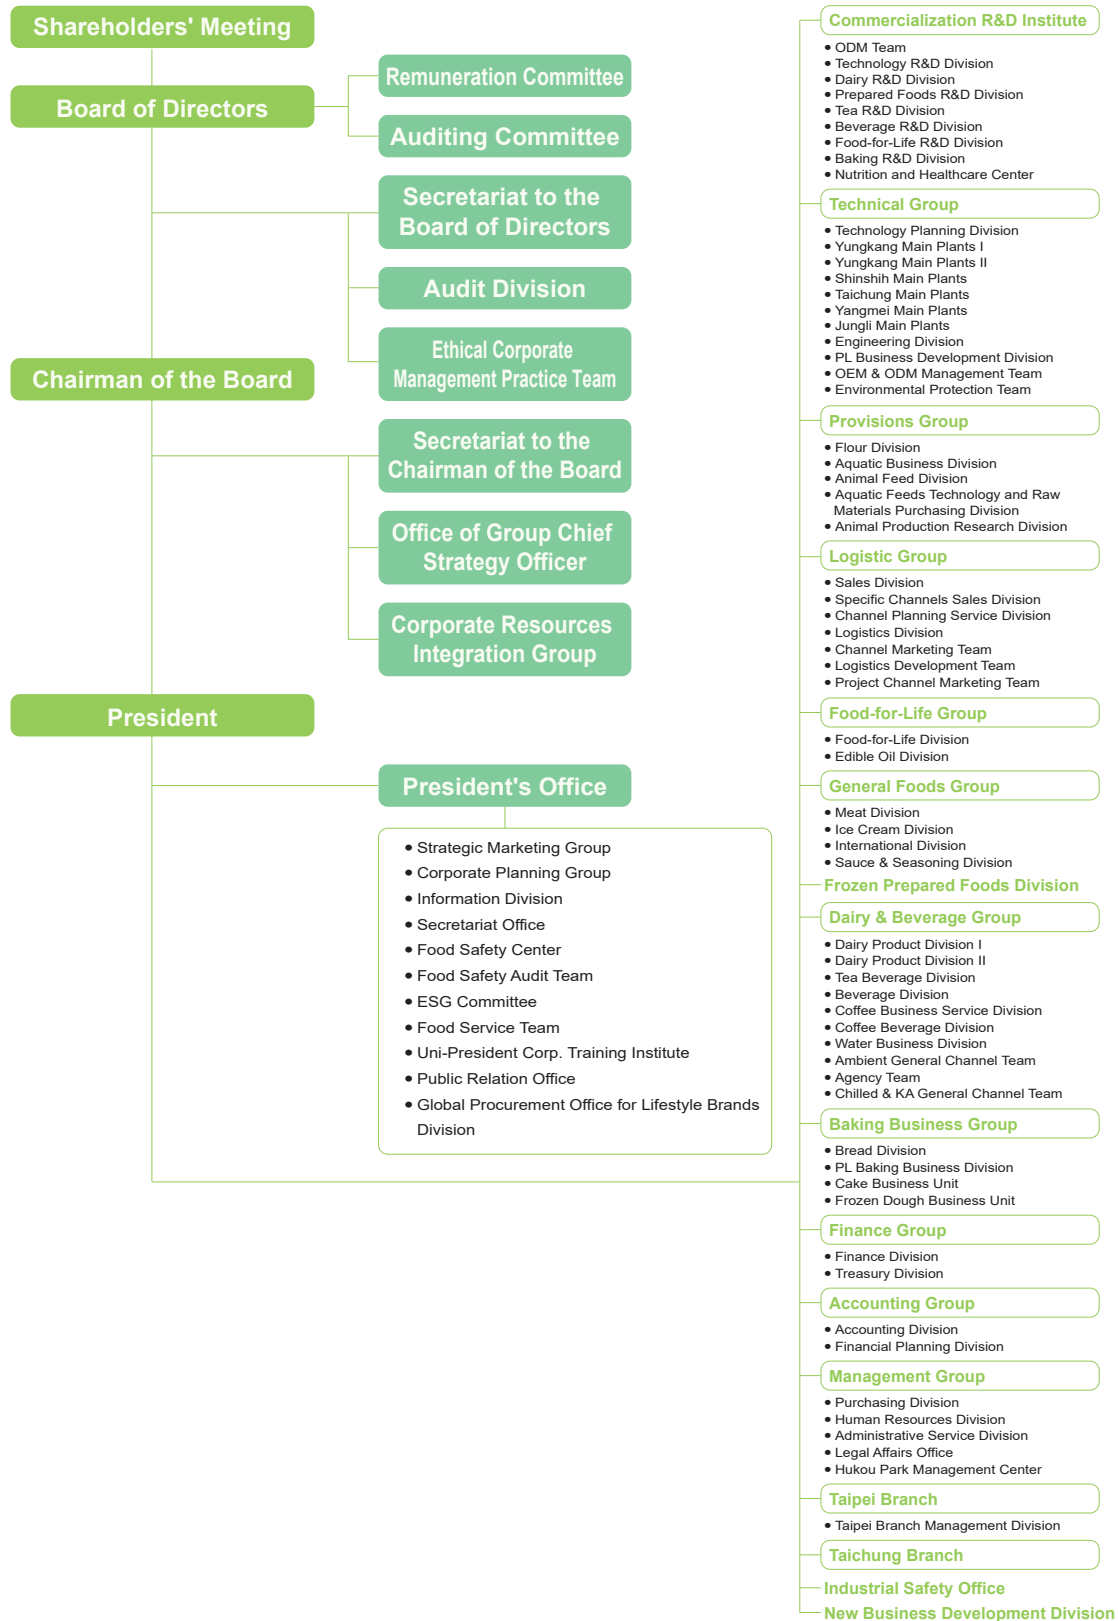 Shareholders' Meeting
Board of Directors
Remuneration Committee
Auditing Committee
Secretariat to the
Board of Directors
Audit Division
Ethical Corporate
Management Practice Team
Chairman of the Board
Secretariat to the
Chairman of the Board
Office of Group Chief
Strategy Officer
Corporate Resources
Integration Group
President
President's Office
• Strategic Marketing Group
• Corporate Planning Group
• Information Division
• Secretariat Office
• Food Safety Center
• Food Safety Audit Team
• ESG Committee
• Food Service Team
• Uni-President Corp. Training Institute
• Public Relation Office
• Global Procurement Office for Lifestyle Brands
Division
Commercialization R&D Institute
• ODM Team
• Technology R&D Division
• Dairy R&D Division
• Prepared Foods R&D Division
• Tea R&D Division
• Beverage R&D Division
• Food-for-Life R&D Division
• Baking R&D Division
• Nutrition and Healthcare Center
Technical Group
• Technology Planning Division
• Yungkang Main Plants I
• Yungkang Main Plants II
• Shinshih Main Plants
• Taichung Main Plants
• Yangmei Main Plants
• Jungli Main Plants
• Engineering Division
• PL Business Development Division
• OEM & ODM Management Team
• Environmental Protection Team
Provisions Group
• Flour Division
• Aquatic Business Division
• Animal Feed Division
• Aquatic Feeds Technology and Raw
Materials Purchasing Division
• Animal Production Research Division
Logistic Group
• Sales Division
• Specific Channels Sales Division
• Channel Planning Service Division
• Logistics Division
• Channel Marketing Team
• Logistics Development Team
• Project Channel Marketing Team
Food-for-Life Group
• Food-for-Life Division
• Edible Oil Division
General Foods Group
• Meat Division
• Ice Cream Division
• International Division
• Sauce & Seasoning Division
Frozen Prepared Foods Division
Dairy & Beverage Group
• Dairy Product Division I
• Dairy Product Division II
• Tea Beverage Division
• Beverage Division
• Coffee Business Service Division
• Coffee Beverage Division
• Water Business Division
• Ambient General Channel Team
• Agency Team
• Chilled & KA General Channel Team
Baking Business Group
• Bread Division
• PL Baking Business Division
• Cake Business Unit
• Frozen Dough Business Unit
Finance Group
• Finance Division
• Treasury Division
Accounting Group
• Accounting Division
• Financial Planning Division
Management Group
• Purchasing Division
• Human Resources Division
• Administrative Service Division
• Legal Affairs Office
• Hukou Park Management Center
Taipei Branch
• Taipei Branch Management Division
Taichung Branch
Industrial Safety Office
New Business Development Division